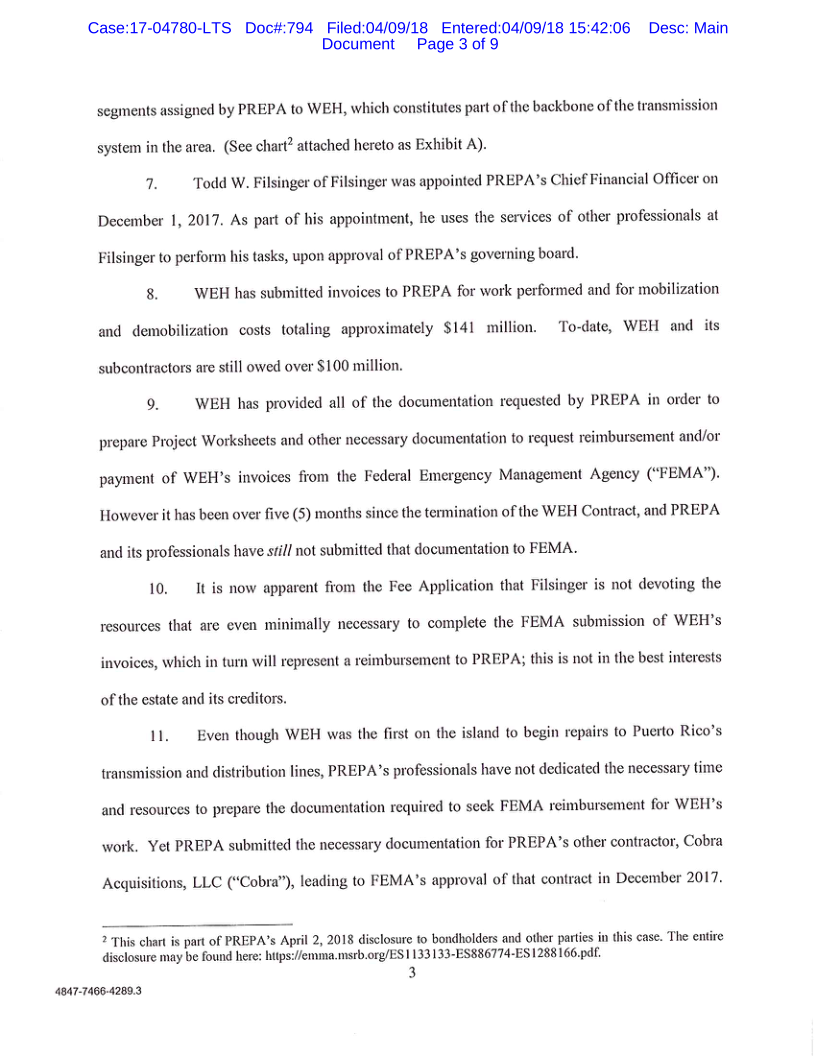 Case:17-04780-LTS Doc#:794 Filed:04/09/18 Entered:04/09/18 15:42:06 Desc: Main
Document Page 3 of 9
segments assigned by PREPA to WEH, which constitutes part of the backbone of the transmission
system in the area. (See chart² attached hereto as Exhibit A).
7. Todd W. Filsinger of Filsinger was appointed PREPA's Chief Financial Officer on
December 1, 2017. As part of his appointment, he uses the services of other professionals at
Filsinger to perform his tasks, upon approval of PREPA's governing board.
8. WEH has submitted invoices to PREPA for work performed and for mobilization
and demobilization costs totaling approximately $141 million. To-date, WEH and its
subcontractors are still owed over $100 million.
9. WEH has provided all of the documentation requested by PREPA in order to
prepare Project Worksheets and other necessary documentation to request reimbursement and/or
payment of WEH's invoices from the Federal Emergency Management Agency ("FEMA").
However it has been over five (5) months since the termination of the WEH Contract, and PREPA
and its professionals have still not submitted that documentation to FEMA.
10. It is now apparent from the Fee Application that Filsinger is not devoting the
resources that are even minimally necessary to complete the FEMA submission of WEH's
invoices, which in turn will represent a reimbursement to PREPA; this is not in the best interests
of the estate and its creditors.
11. Even though WEH was the first on the island to begin repairs to Puerto Rico's
transmission and distribution lines, PREPA's professionals have not dedicated the necessary time
and resources to prepare the documentation required to seek FEMA reimbursement for WEH's
work. Yet PREPA submitted the necessary documentation for PREPA's other contractor, Cobra
Acquisitions, LLC ("Cobra"), leading to FEMA's approval of that contract in December 2017.
² This chart is part of PREPA's April 2, 2018 disclosure to bondholders and other parties in this case. The entire
disclosure may be found here: https://emma.msrb.org/ES1133133-ES886774-ES1288166.pdf.
3
4847-7466-4289.3